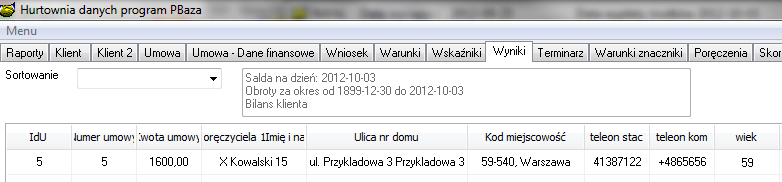 Hurtownia danych program PBaza
Menu
Raporty Klient Klient 2 Umowa Umowa - Dane finansowe Wniosek Warunki Wskaźniki Wyniki Terminarz Warunki znaczniki Poręczenia Skor
Sortowanie
Salda na dzień: 2012-10-03
Obroty za okres od 1899-12-30 do 2012-10-03
Bilans klienta
IdU Numer umowy Kwota umowy oręczyciela 1Imię i na Ulica nr domu Kod miejscowość teleon stac teleon kom wiek
5 5 1600,00 X Kowalski 15 ul. Przykladowa 3 Przykladowa 3 59-540, Warszawa 41387122 +4865656 59